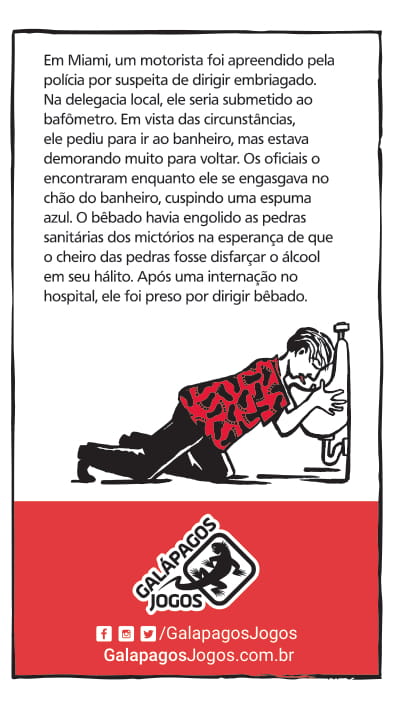 Em Miami, um motorista foi apreendido pela
polícia por suspeita de dirigir embriagado.
Na delegacia local, ele seria submetido ao
bafômetro. Em vista das circunstâncias,
ele pediu para ir ao banheiro, mas estava
demorando muito para voltar. Os oficiais o
encontraram enquanto ele se engasgava no
chão do banheiro, cuspindo uma espuma
azul. O bêbado havia engolido as pedras
sanitárias dos mictórios na esperança de que
o cheiro das pedras fosse disfarçar o álcool
em seu hálito. Após uma internação no
hospital, ele foi preso por dirigir bêbado.
GALÁPAGOS
JOGOS
/GalapagosJogos
GalapagosJogos.com.br